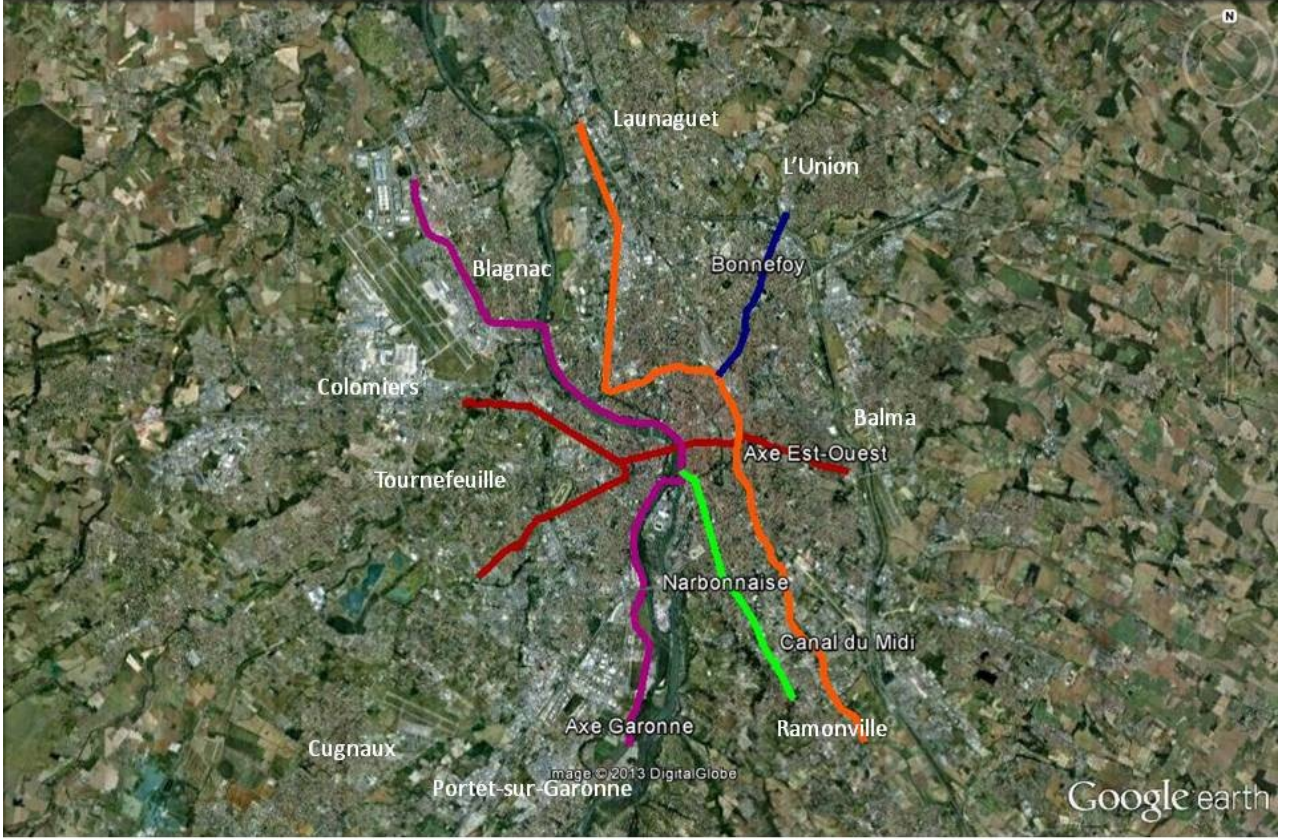 N
Launaguet
L'Union
Bonnefoy
Blagnac
Colomiers
Balma
Axe Est-Ouest
Tournefeuille
Narbonnaise
Canal du Midi
Axe Garonne
Ramonville
Cugnaux
Image © 2013 DigitalGlobe
Portet-sur-Garonne
Google earth